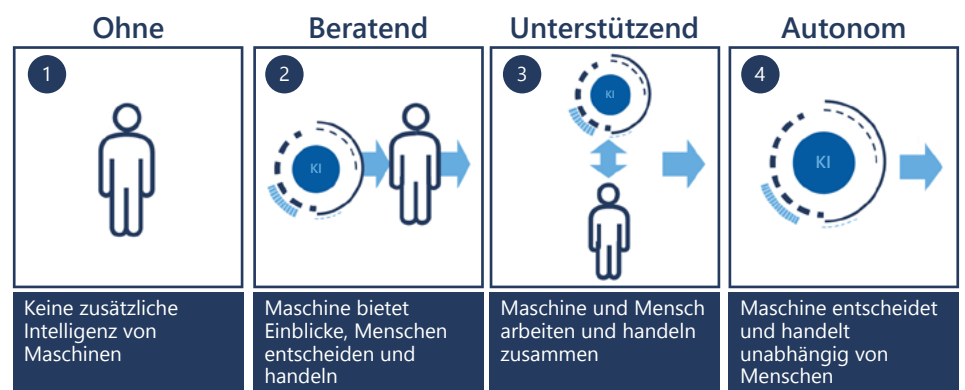 Ohne
Beratend
Unterstützend
Autonom
1
2
3
4
KI
KI
KI
Keine zusätzliche
Intelligenz von
Maschinen
Maschine bietet
Einblicke, Menschen
entscheiden und
handeln
Maschine und Mensch
arbeiten und handeln
zusammen
Maschine entscheidet
und handelt
unabhängig von
Menschen